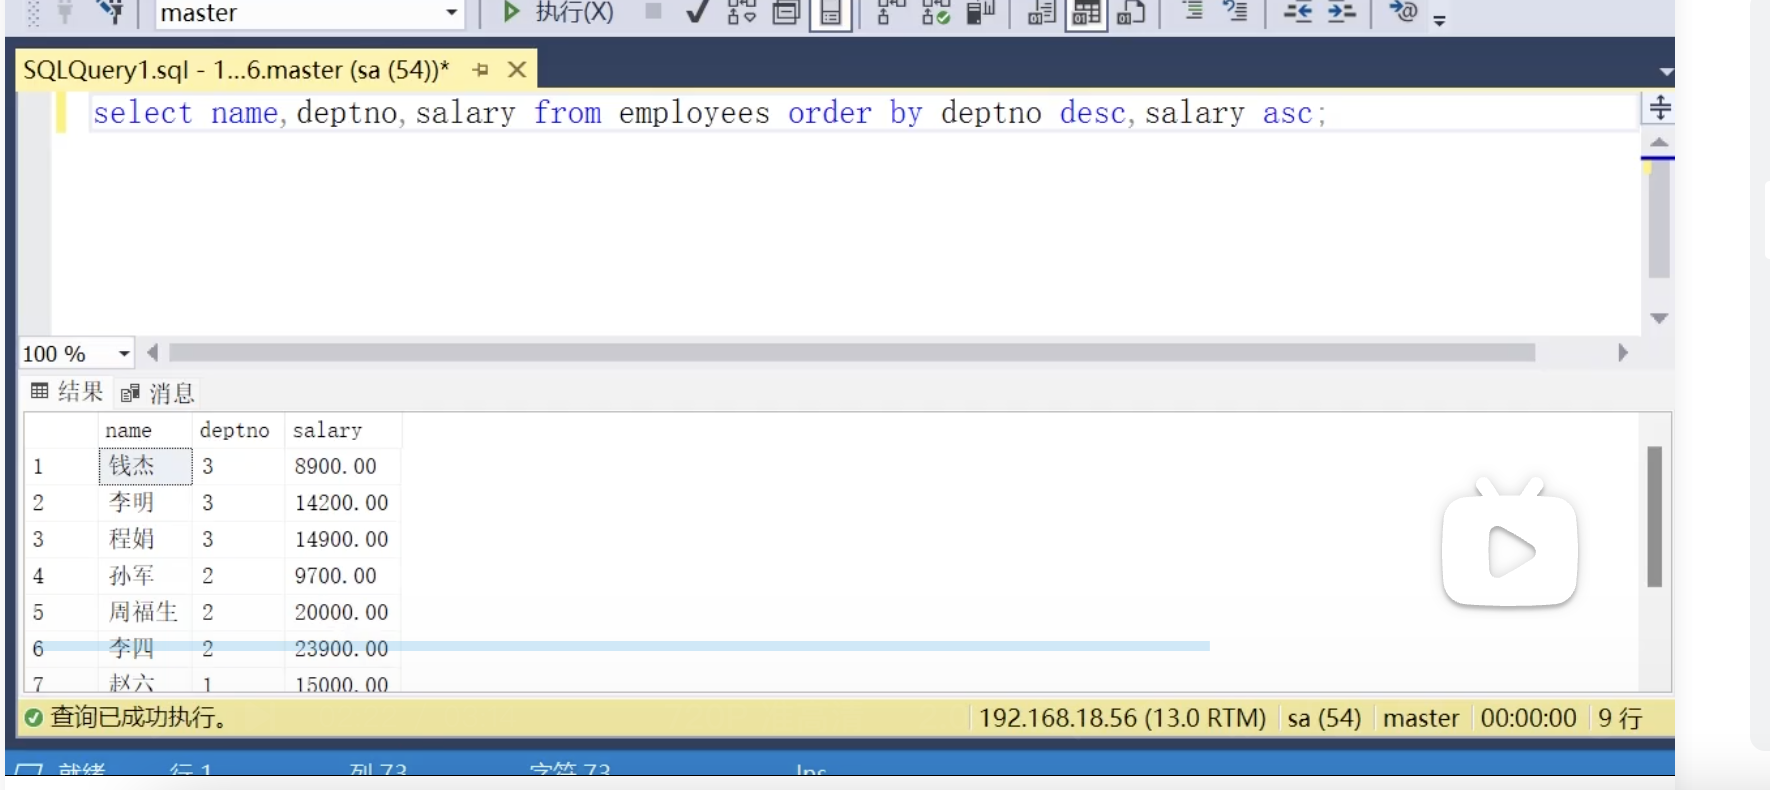 master 执行(X)
SQLQuery1.sql - 1...6.master (sa (54))*
select name,deptno,salary from employees order by deptno desc,salary asc;
100 %
结果 消息
name deptno salary
1 钱杰 3 8900.00
2 李明 3 14200.00
3 程娟 3 14900.00
4 孙军 2 9700.00
5 周福生 2 20000.00
6 李四 2 23900.00
7 赵六 1 15000.00
查询已成功执行。 192.168.18.56 (13.0 RTM) sa (54) master 00:00:00 9 行
就绪 行 1 列 73 字符 73 Ins